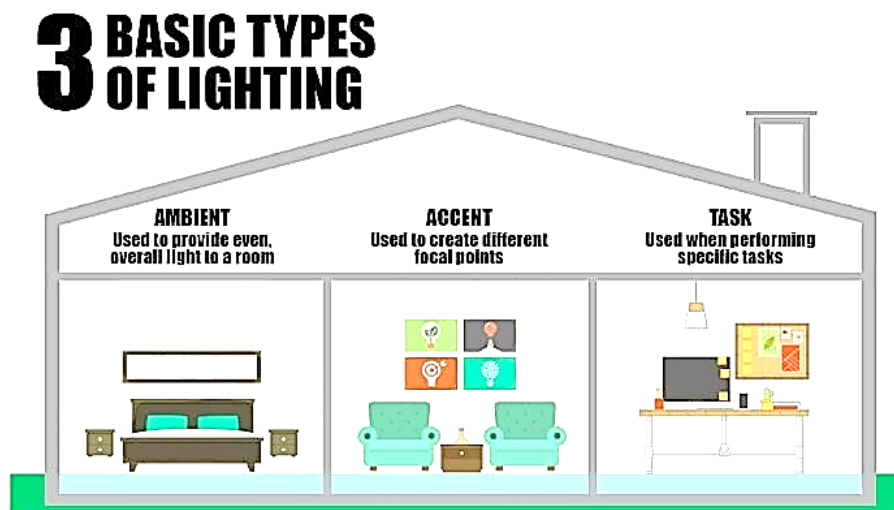 3 BASIC TYPES
OF LIGHTING
AMBIENT
Used to provide even,
overall light to a room
ACCENT
Used to create different
focal points
TASK
Used when performing
specific tasks